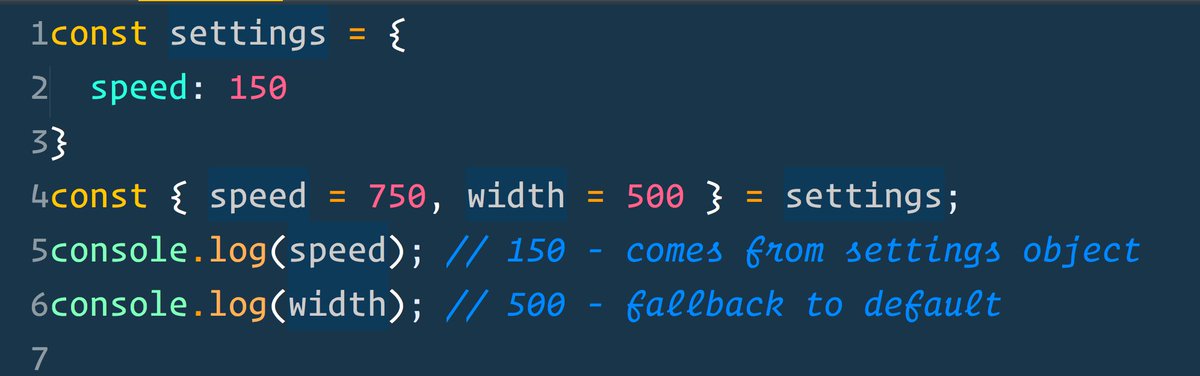 1const settings = {
2  speed: 150
3}
4const { speed = 750, width = 500 } = settings;
5console.log(speed); // 150 - comes from settings object
6console.log(width); // 500 - fallback to default
7